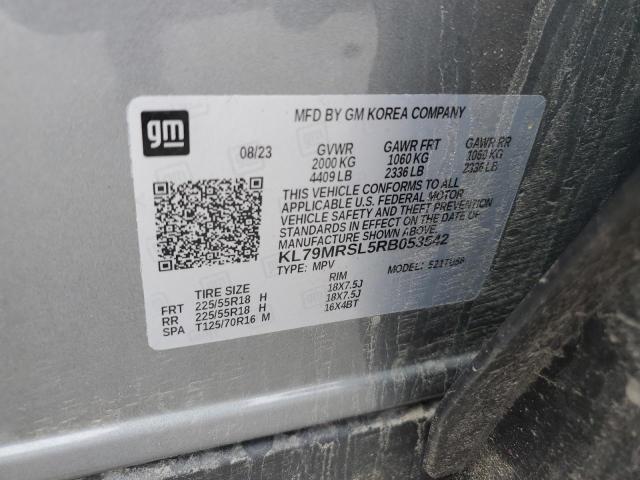 gm
MFD BY GM KOREA COMPANY
08/23 GVWR GAWR FRT GAWR RR
2000 KG 1060 KG 1060 KG
4409 LB 2336 LB 2336 LB
THIS VEHICLE CONFORMS TO ALL
APPLICABLE U.S. FEDERAL MOTOR
VEHICLE SAFETY AND THEFT PREVENTION
STANDARDS IN EFFECT ON THE DATE
OF MANUFACTURE SHOWN ABOVE.
KL79MRSL5RB053542
TYPE: MPV MODEL:
TIRE SIZE RIM
FRT 225/55R18 H 18X7.5J
RR 225/55R18 H 18X7.5J
SPA T125/70R16 M 16X4BT